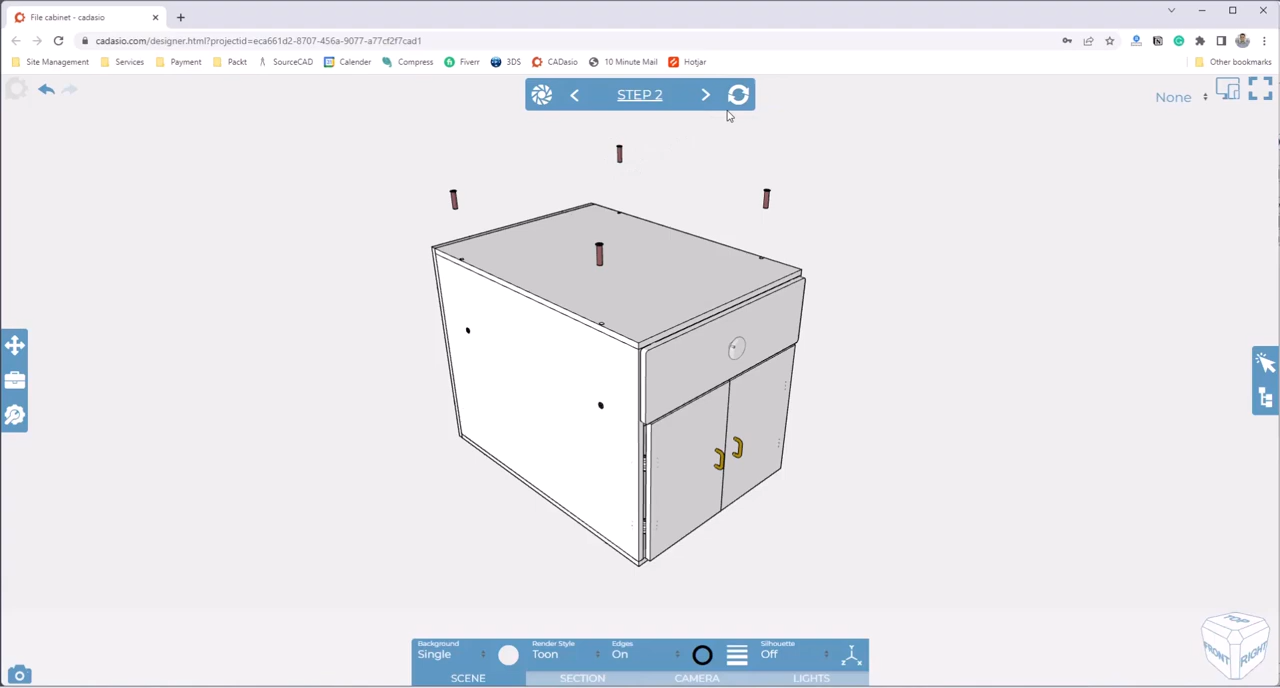 File cabinet - cadasio
cadasio.com/designer.html?projectid=eca661d2-8707-456a-9077-a77cf2f7cad1
Site Management Services Payment Packt SourceCAD Calender Compress Fiverr 3DS CADasio 10 Minute Mail Hotjar Other bookmarks
STEP 2
None
Background Render Style Edges Silhouette
Single Toon On Off
SCENE SECTION CAMERA LIGHTS
TOP
FRONT RIGHT